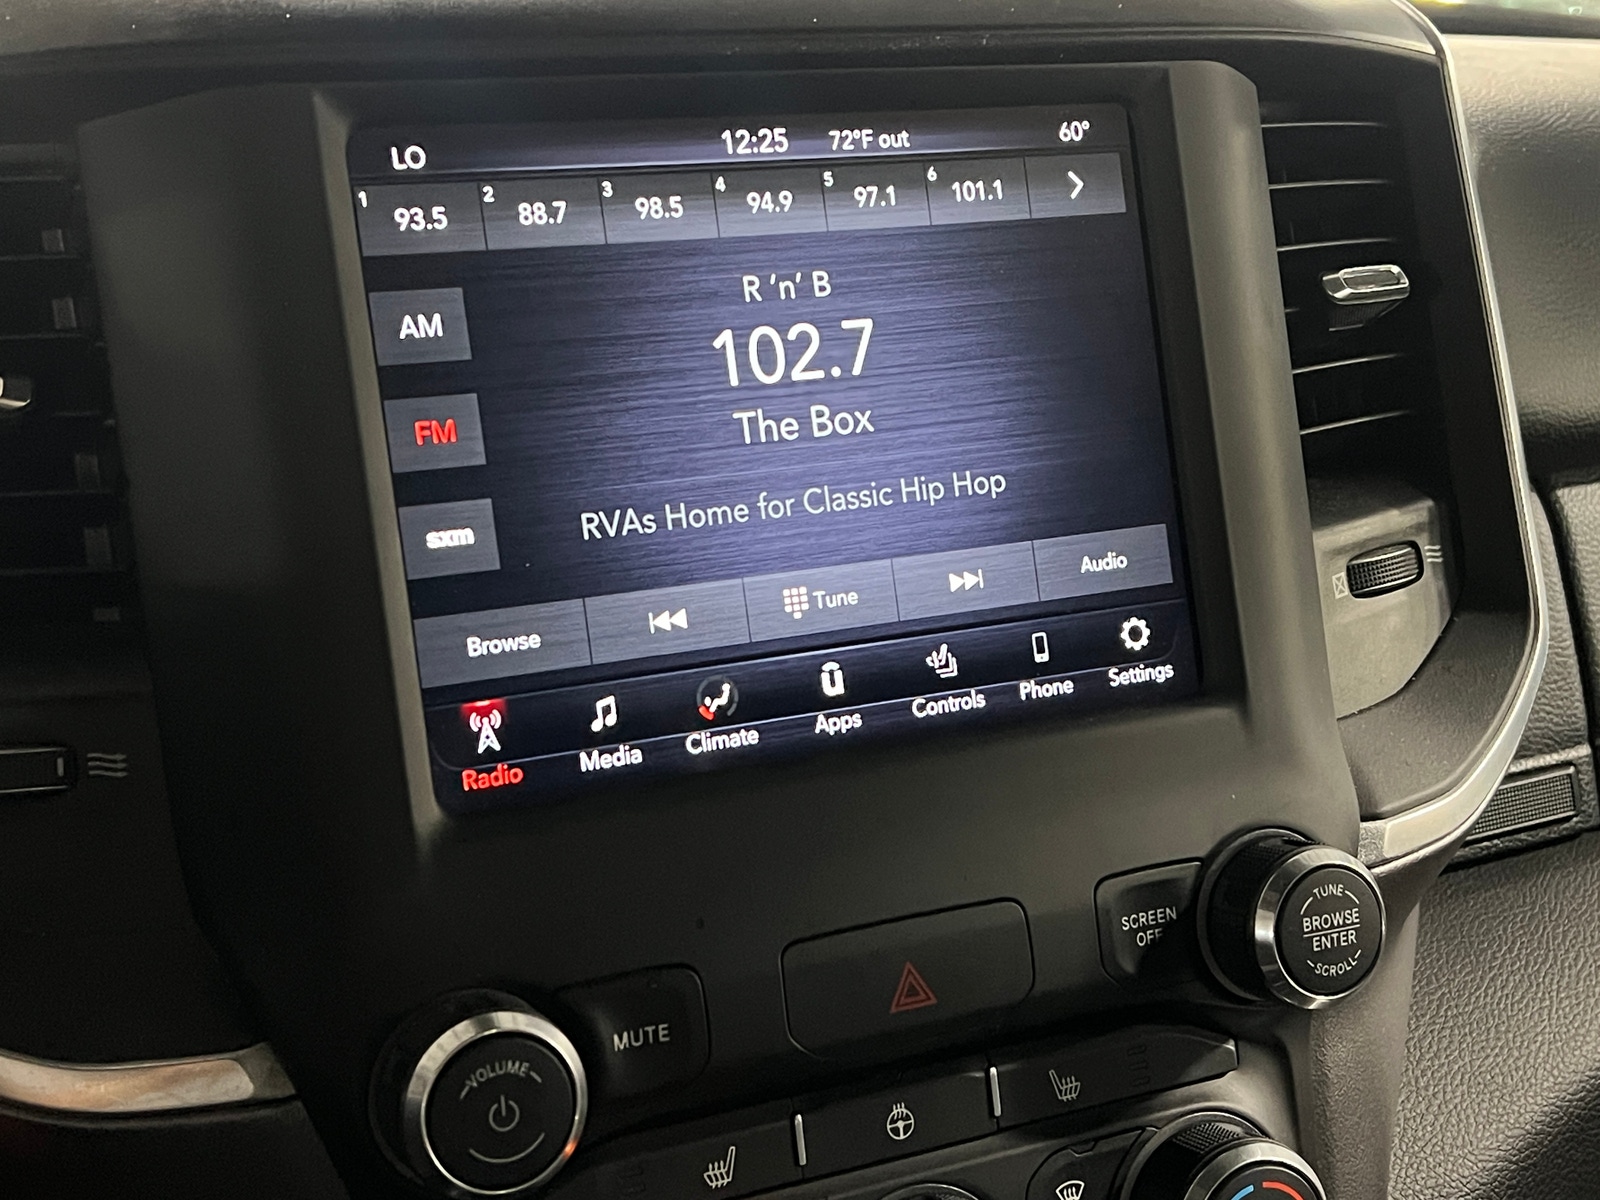 LO 12:25 72°F out 60°
1 93.5 2 88.7 3 98.5 4 94.9 5 97.1 6 101.1
R 'n' B
AM
102.7
FM
The Box
RVAs Home for Classic Hip Hop
sxm
Browse Tune Audio
Radio Media Climate Apps Controls Phone Settings
SCREEN
OFF
TUNE
BROWSE
ENTER
SCROLL
MUTE
VOLUME